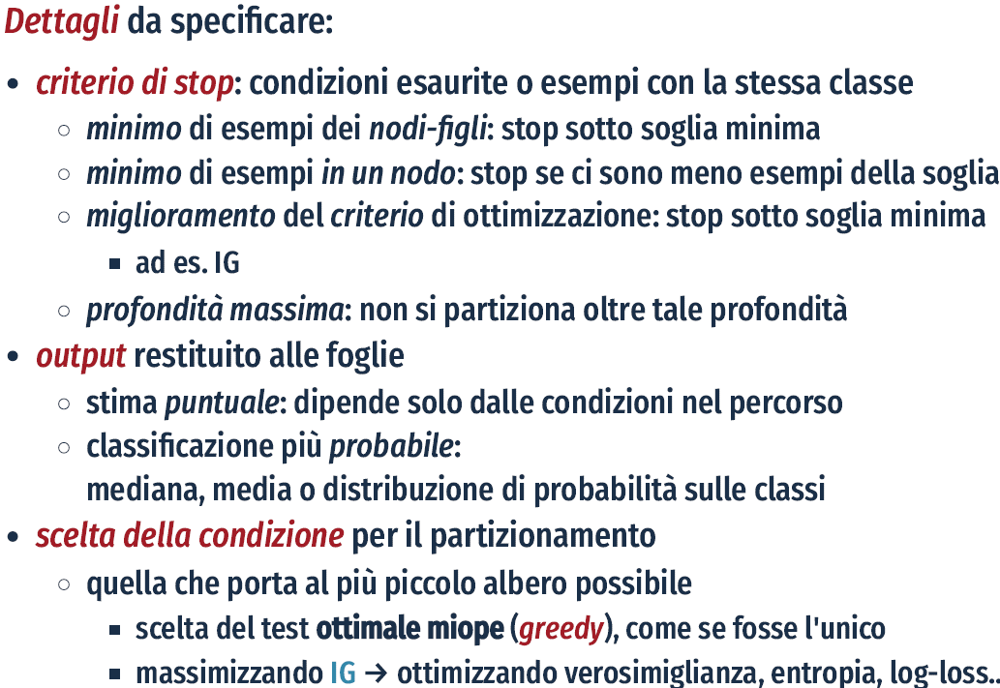 Dettagli da specificare:
• criterio di stop: condizioni esaurite o esempi con la stessa classe
○ minimo di esempi dei nodi-figli: stop sotto soglia minima
○ minimo di esempi in un nodo: stop se ci sono meno esempi della soglia
○ miglioramento del criterio di ottimizzazione: stop sotto soglia minima
▪ ad es. IG
○ profondità massima: non si partiziona oltre tale profondità
• output restituito alle foglie
○ stima puntuale: dipende solo dalle condizioni nel percorso
○ classificazione più probabile:
mediana, media o distribuzione di probabilità sulle classi
• scelta della condizione per il partizionamento
○ quella che porta al più piccolo albero possibile
▪ scelta del test ottimale miope (greedy), come se fosse l'unico
▪ massimizzando IG → ottimizzando verosimiglianza, entropia, log-loss..